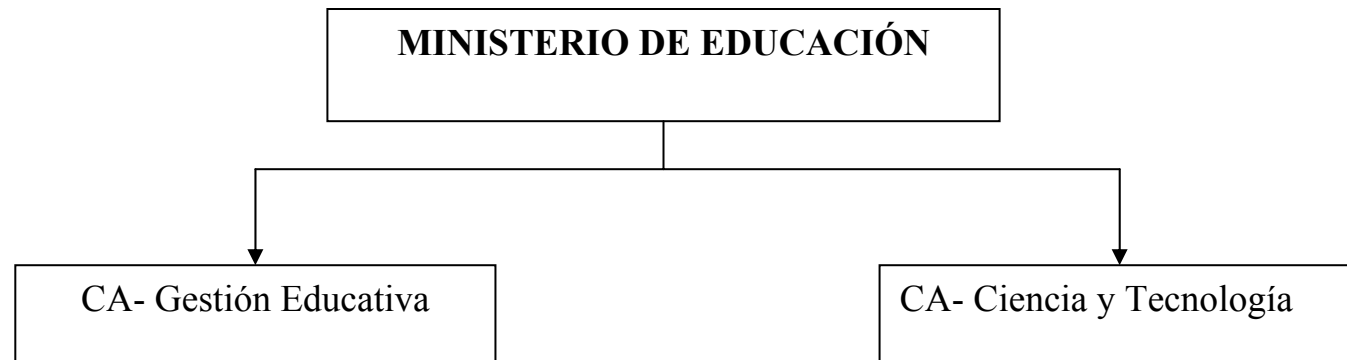 MINISTERIO DE EDUCACIÓN
CA- Gestión Educativa
CA- Ciencia y Tecnología